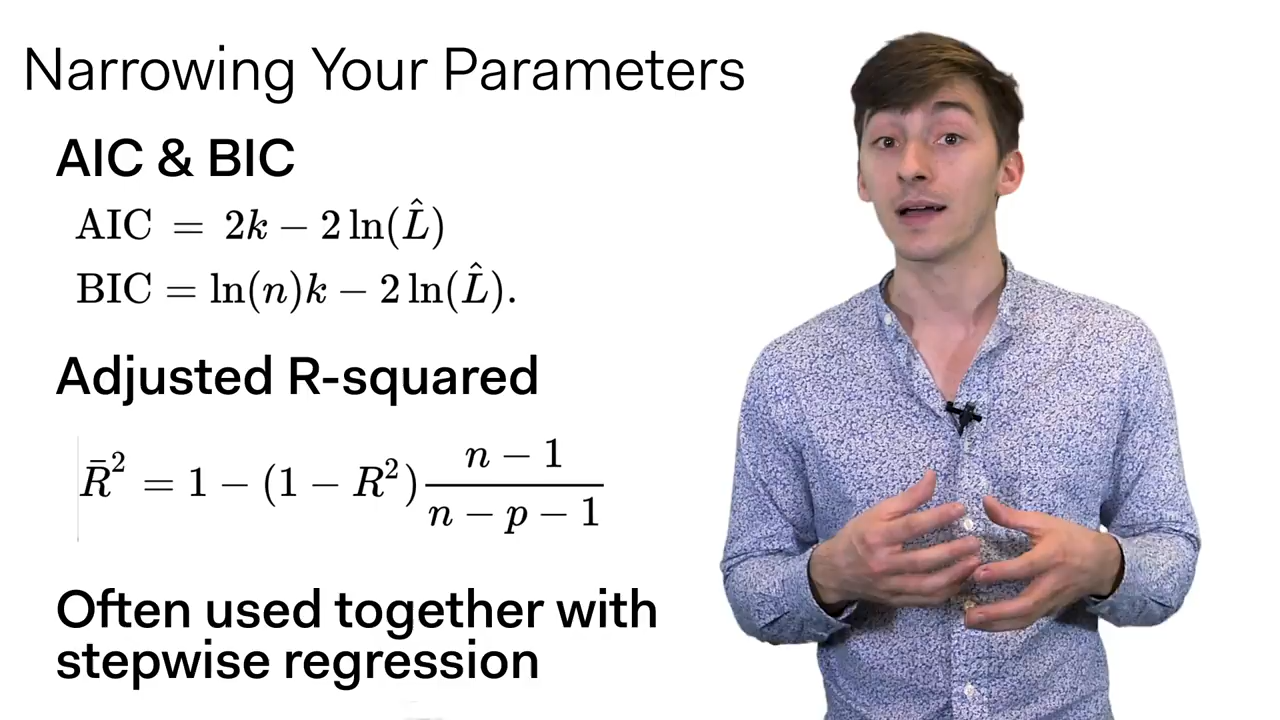 Narrowing Your Parameters
AIC & BIC
AIC = 2k − 2 ln(L̂)
BIC = ln(n)k − 2 ln(L̂).
Adjusted R-squared
R̄² = 1 − (1 − R²) (n − 1)/(n − p − 1)
Often used together with
stepwise regression